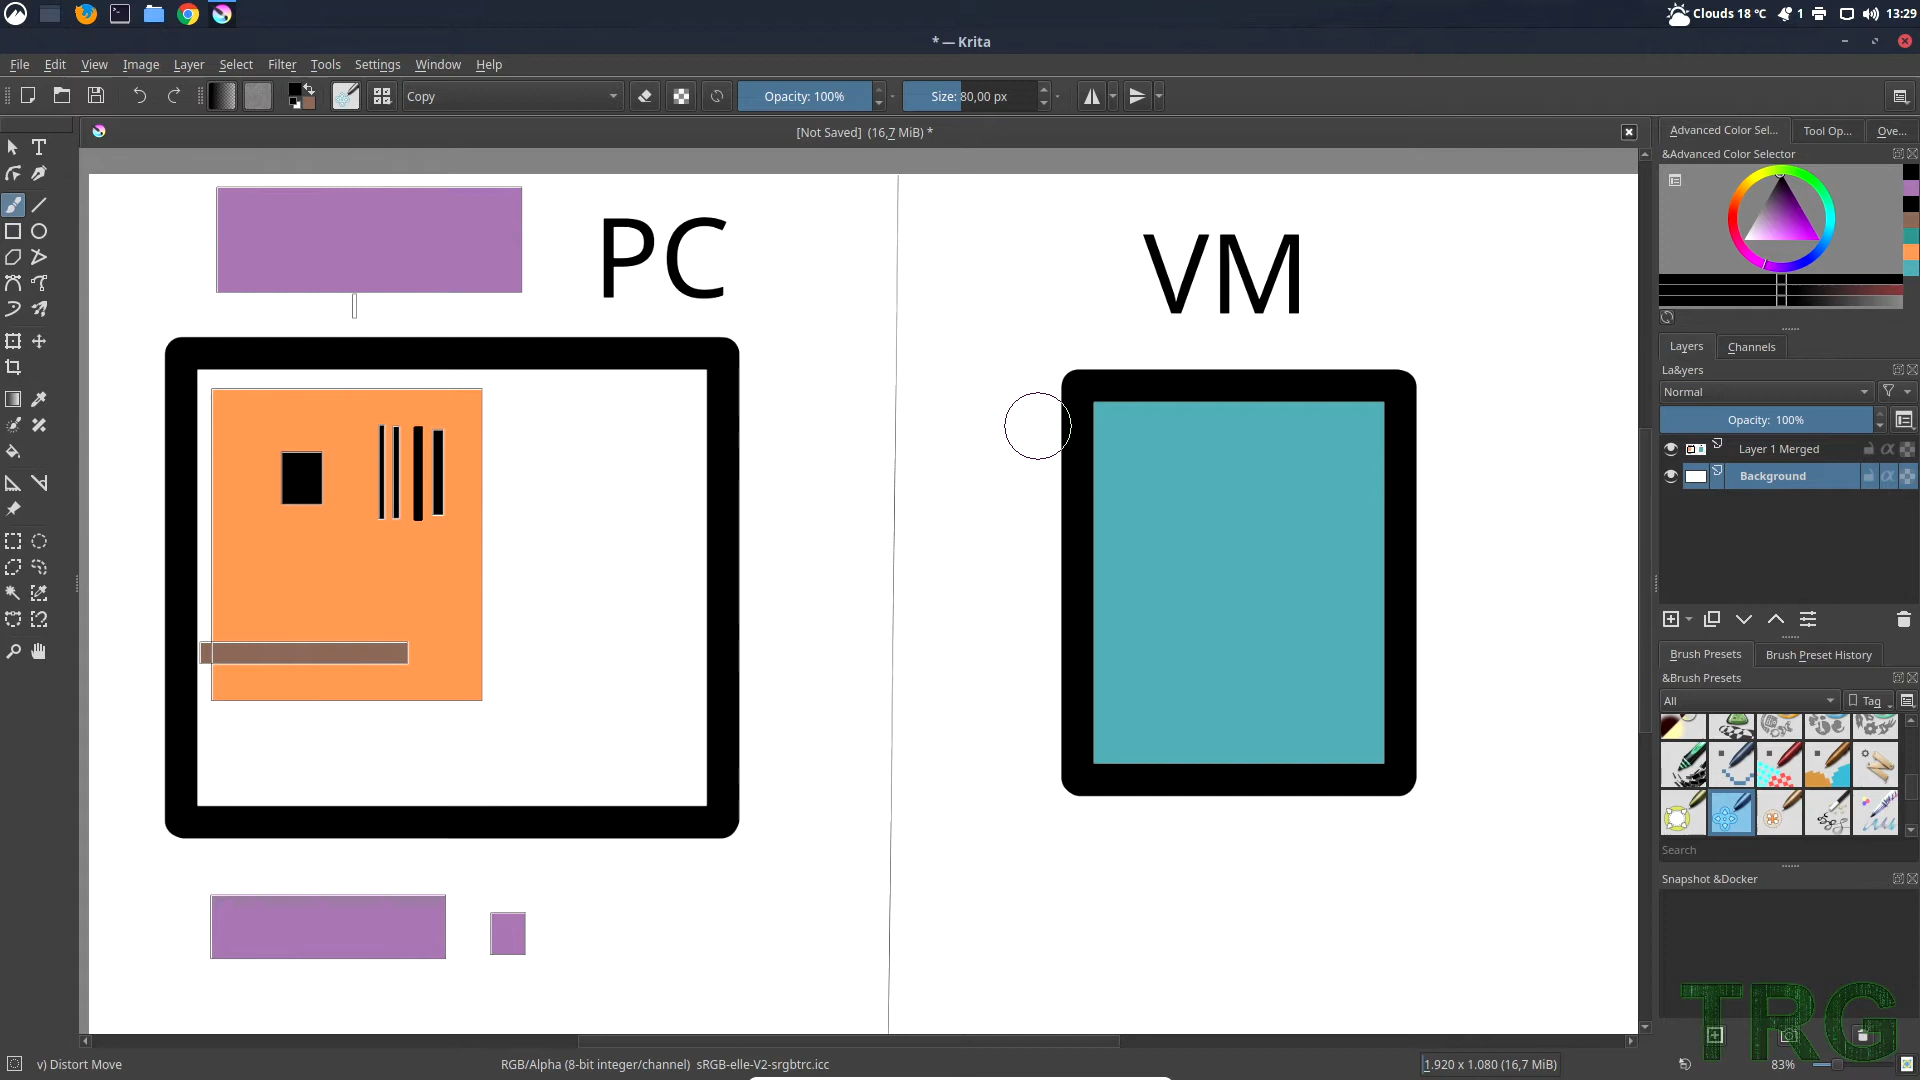 Clouds 18 °C 1 13:29
* — Krita
File Edit View Image Layer Select Filter Tools Settings Window Help
Copy Opacity: 100% Size: 80,00 px
[Not Saved] (16,7 MiB) *
Advanced Color Sel... Tool Op... Ove...
&Advanced Color Selector
PC
VM
Layers Channels
La&yers
Normal
Opacity: 100%
Layer 1 Merged
Background
Brush Presets Brush Preset History
&Brush Presets
All Tag
Search
Snapshot &Docker
TRG
v) Distort Move RGB/Alpha (8-bit integer/channel) sRGB-elle-V2-srgbtrc.icc 1.920 x 1.080 (16,7 MiB) 83%